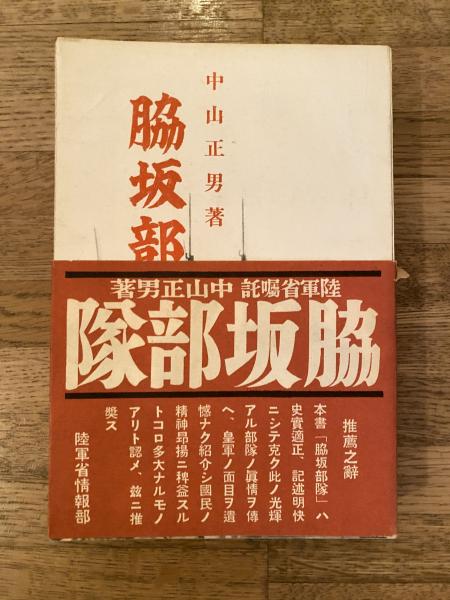 中山正男著
脇坂部
陸軍省囑託 中山正男著
脇坂部隊
推薦之辭
本書「脇坂部隊」ハ
史實適正、記述明快
ニシテ克ク此ノ光輝
アル部隊ノ眞情ヲ傳
ヘ、皇軍ノ面目ヲ遺
憾ナク紹介シ國民ノ
精神昂揚ニ裨益スル
トコロ多大ナルモノ
アリト認メ、玆ニ推
奬ス
陸軍省情報部